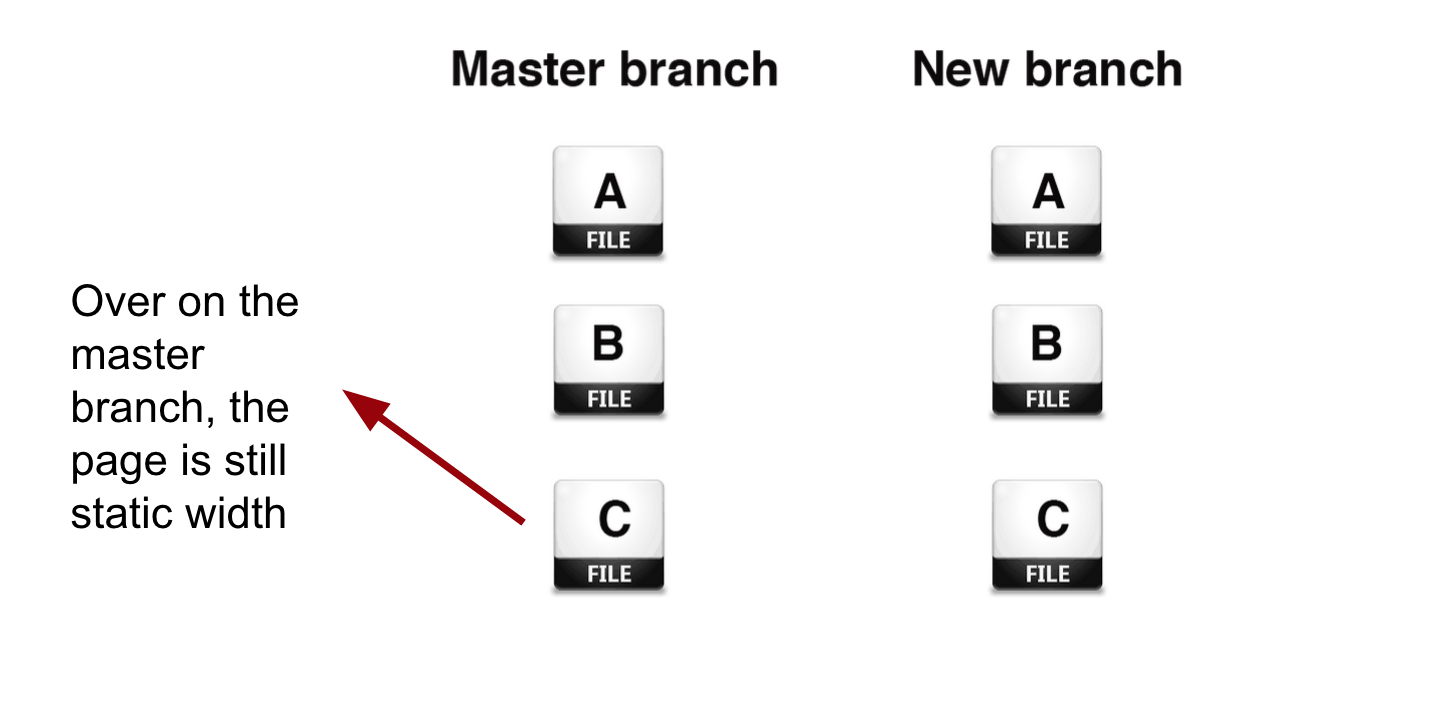 Master branch
New branch
A
FILE
A
FILE
B
FILE
B
FILE
C
FILE
C
FILE
Over on the
master
branch, the
page is still
static width